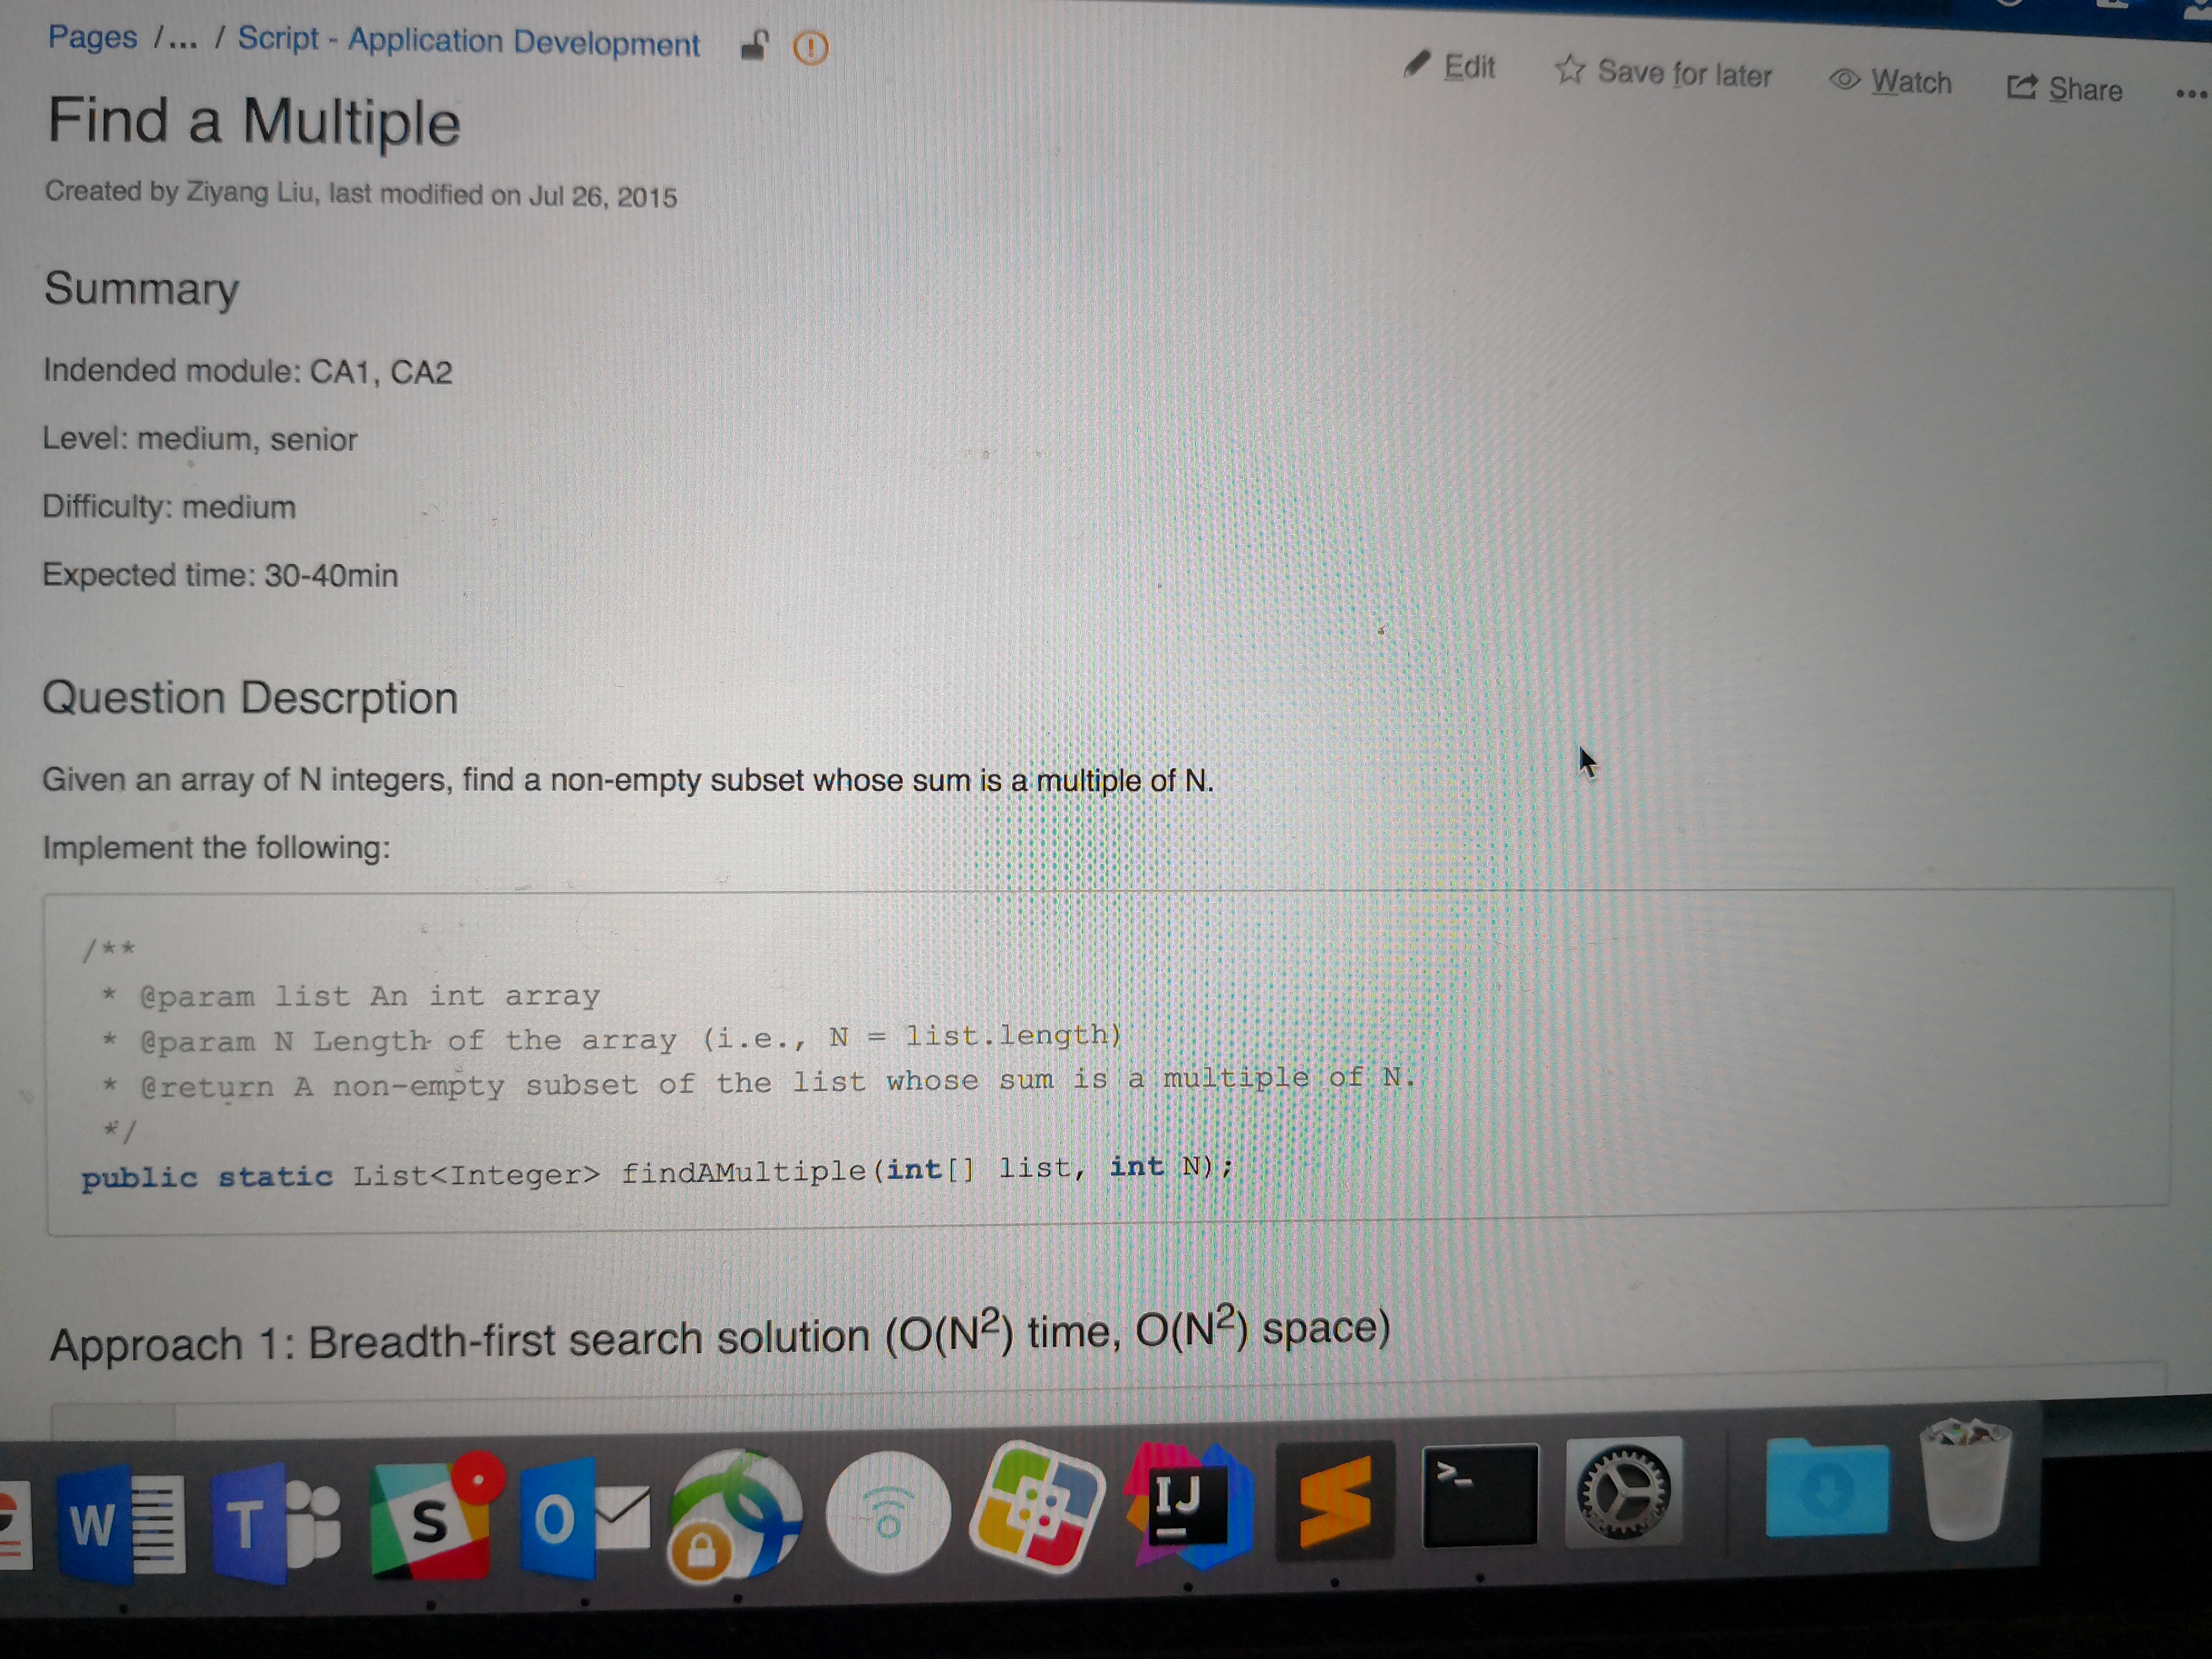 Pages /... / Script - Application Development
Edit Save for later Watch Share ...
Find a Multiple
Created by Ziyang Liu, last modified on Jul 26, 2015
Summary
Indended module: CA1, CA2
Level: medium, senior
Difficulty: medium
Expected time: 30-40min
Question Descrption
Given an array of N integers, find a non-empty subset whose sum is a multiple of N.
Implement the following:
/**
* @param list An int array
* @param N Length of the array (i.e., N = list.length)
* @return A non-empty subset of the list whose sum is a multiple of N.
*/
public static List<Integer> findAMultiple(int[] list, int N);
Approach 1: Breadth-first search solution (O(N²) time, O(N²) space)
W T S O IJ >_